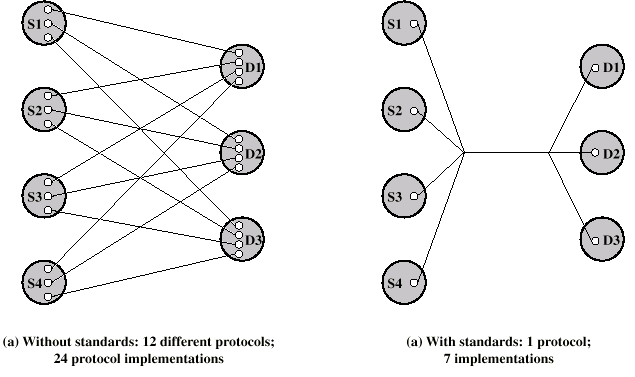 S1
S2
S3
S4
D1
D2
D3
(a) Without standards: 12 different protocols;
24 protocol implementations
S1
S2
S3
S4
D1
D2
D3
(a) With standards: 1 protocol;
7 implementations